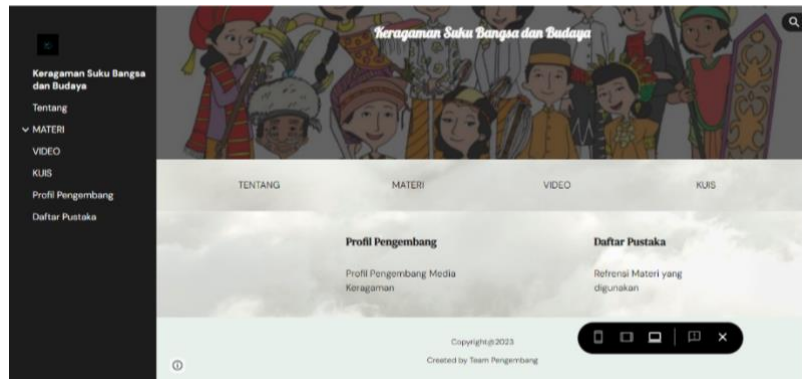 Keragaman Suku Bangsa
dan Budaya
Tentang
MATERI
VIDEO
KUIS
Profil Pengembang
Daftar Pustaka
Keragaman Suku Bangsa dan Budaya
TENTANG
MATERI
VIDEO
KUIS
Profil Pengembang
Profil Pengembang Media
Keragaman
Daftar Pustaka
Refrensi Materi yang
digunakan
Copyright@2023
Created by Team Pengembang